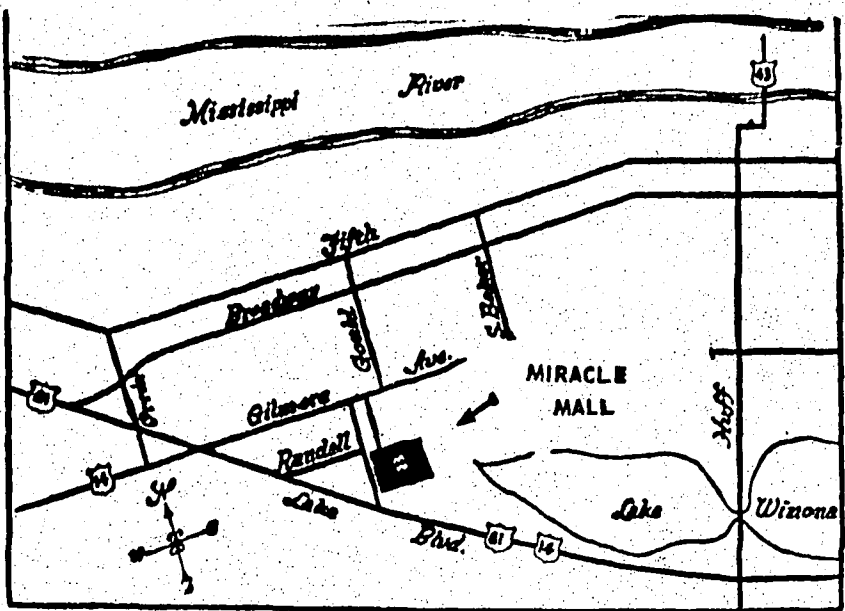 43
Mississippi River
Fifth
Broadway
Gould
S. Baker
Ave.
MIRACLE
MALL
61
Gilmore
Huff
Randall
14
Lake
Lake Winona
Blvd.
61
14
N
W
E
S